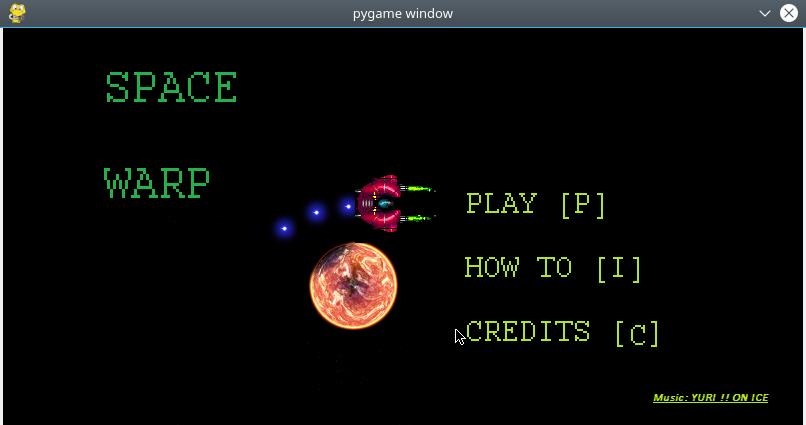 pygame window
SPACE
WARP
PLAY [P]
HOW TO [I]
CREDITS [C]
Music: YURI !! ON ICE